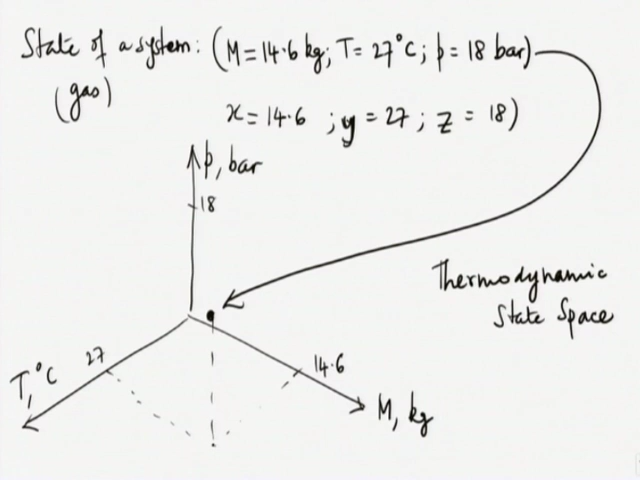 State of a system: (M = 14.6 kg; T = 27°C; p = 18 bar)
(gas)
x = 14.6 ; y = 27 ; z = 18)
p, bar
18
Thermodynamic
State Space
27
14.6
T, °C
M, kg